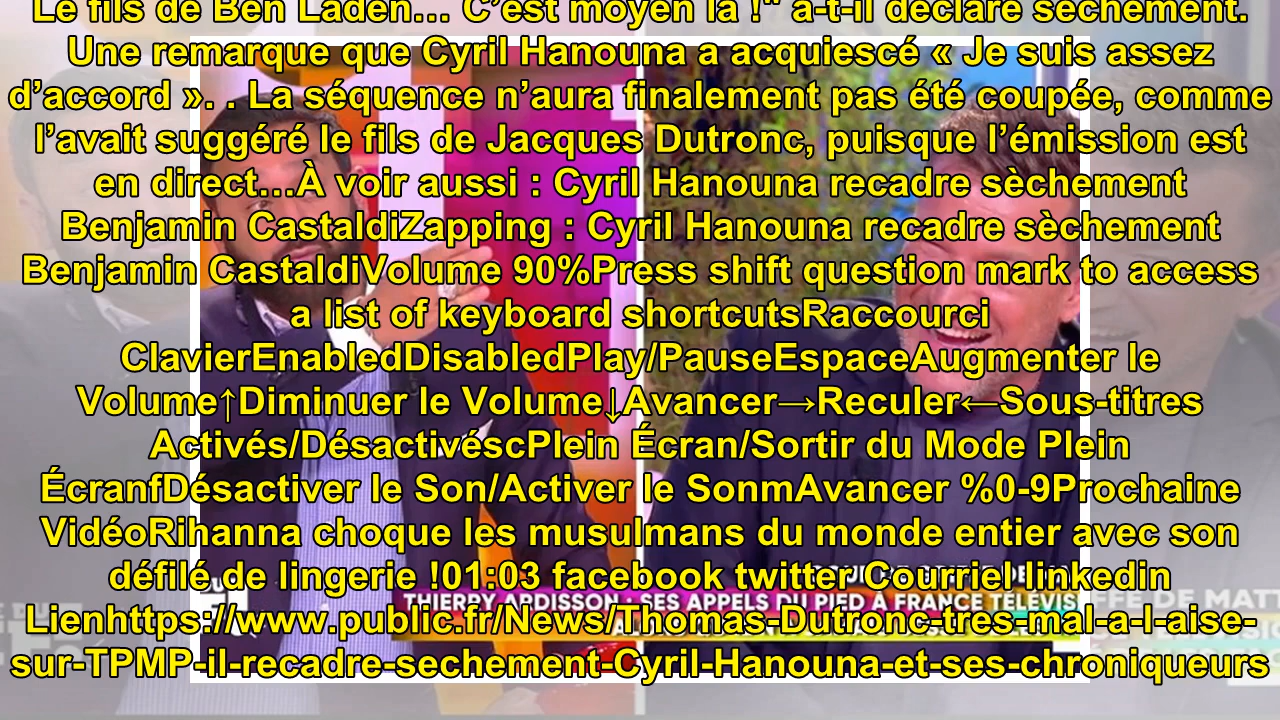 Le fils de Ben Laden… C’est moyen là !" a-t-il déclaré sèchement.
Une remarque que Cyril Hanouna a acquiescé « Je suis assez
d’accord ». . La séquence n’aura finalement pas été coupée, comme
l’avait suggéré le fils de Jacques Dutronc, puisque l’émission est
en direct…À voir aussi : Cyril Hanouna recadre sèchement
Benjamin CastaldiZapping : Cyril Hanouna recadre sèchement
Benjamin CastaldiVolume 90%Press shift question mark to access
a list of keyboard shortcutsRaccourci
ClavierEnabledDisabledPlay/PauseEspaceAugmenter le
Volume↑Diminuer le Volume↓Avancer→Reculer←Sous-titres
Activés/DésactivéscPlein Écran/Sortir du Mode Plein
ÉcranfDésactiver le Son/Activer le SonmAvancer %0-9Prochaine
VidéoRihanna choque les musulmans du monde entier avec son
défilé de lingerie !01:03 facebook twitter Courriel linkedin
THIERRY ARDISSON : SES APPELS DU PIED À FRANCE TÉLÉVIS
Lienhttps://www.public.fr/News/Thomas-Dutronc-tres-mal-a-l-aise-
sur-TPMP-il-recadre-sechement-Cyril-Hanouna-et-ses-chroniqueurs